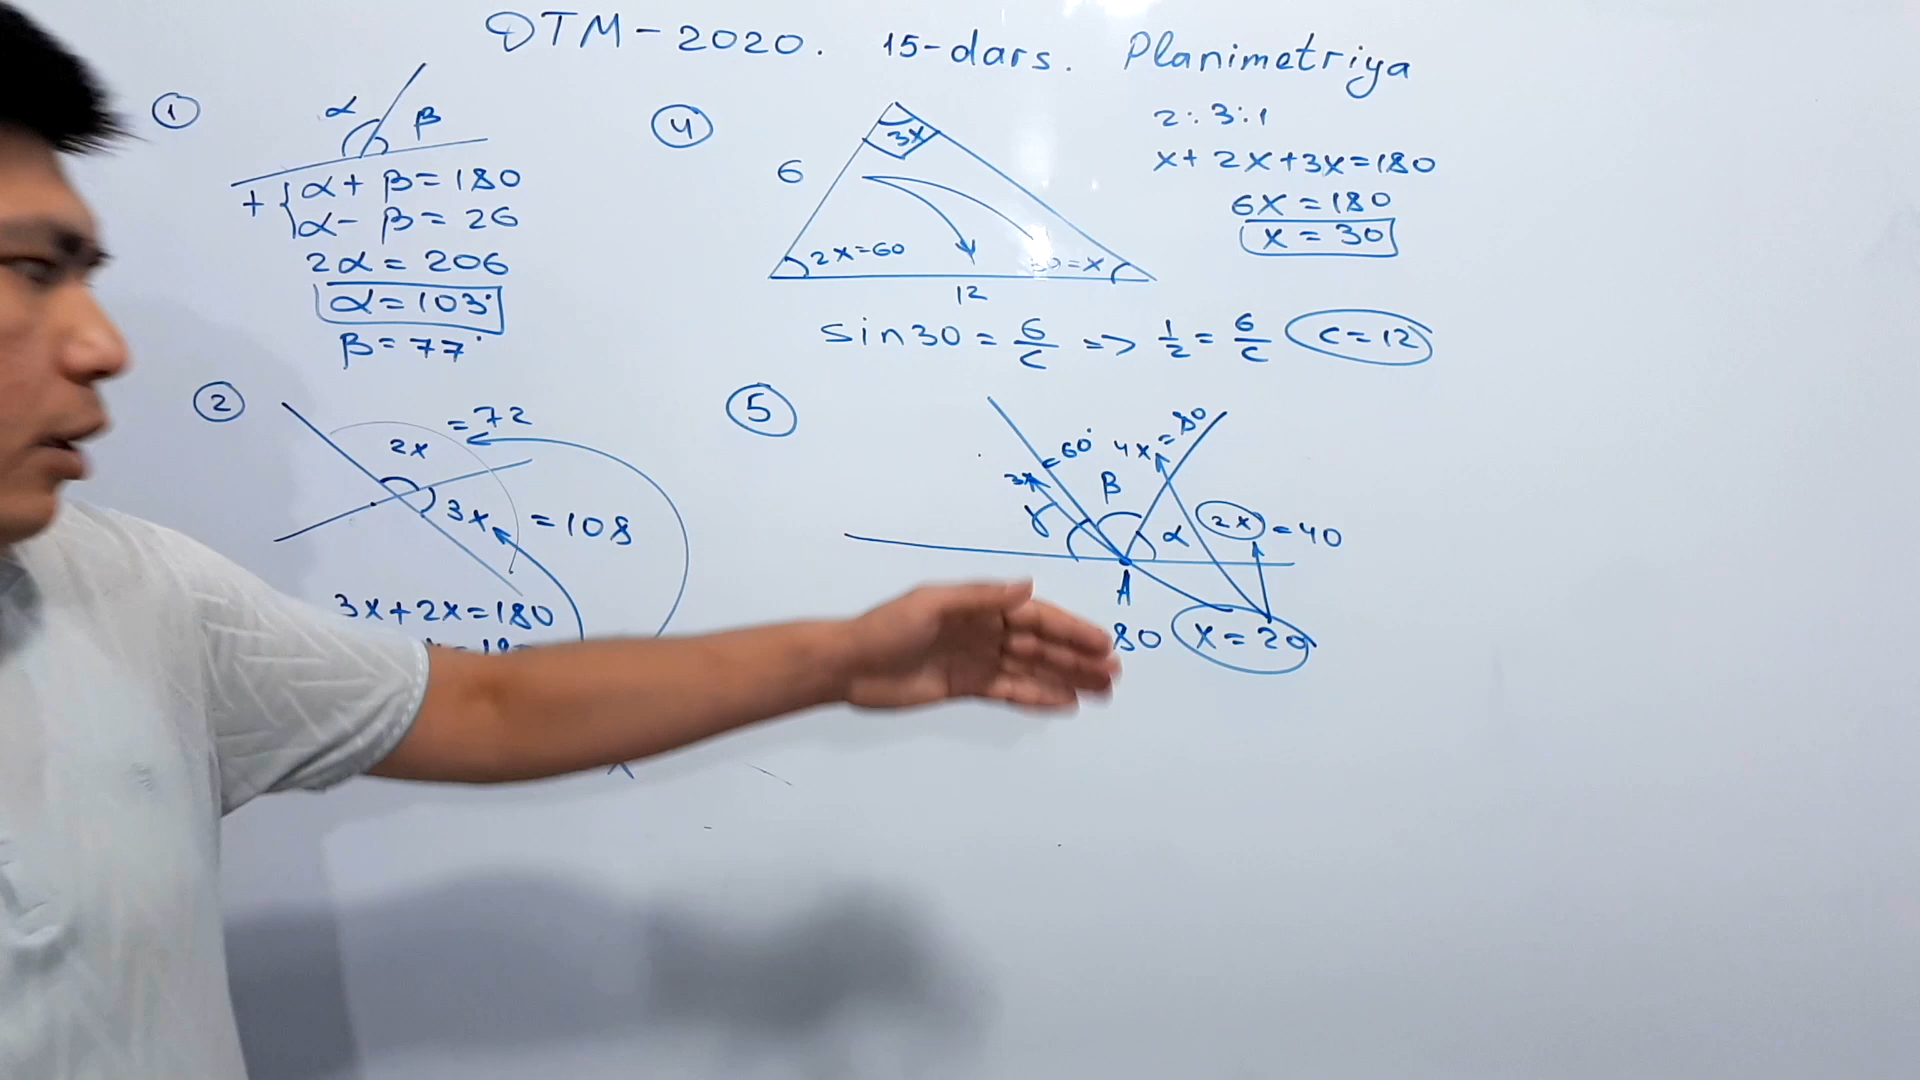 DTM-2020. 15-dars. Planimetriya
1
α β
+ { α + β = 180
α - β = 26
2α = 206
α = 103°
β = 77°
2
2x = 72
3x = 108
3x + 2x = 180
4
3x
6
2x=60
=x
12
2:3:1
x + 2x + 3x = 180
6x = 180
x = 30
sin30 = 6/c => 1/2 = 6/c c = 12
5
3x = 60° 4x = 80
γ β α 2x = 40
A
80 x = 20